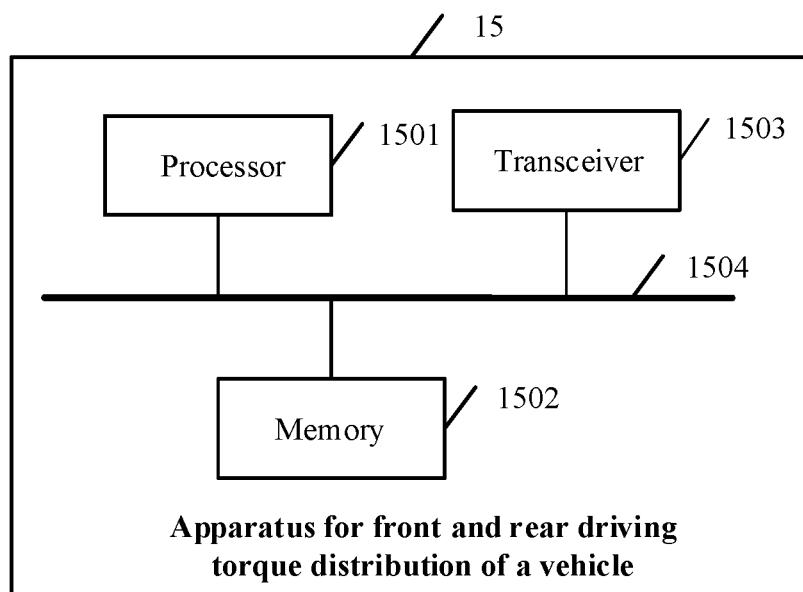 15
1501
1503
Processor
Transceiver
1504
1502
Memory
Apparatus for front and rear driving
torque distribution of a vehicle